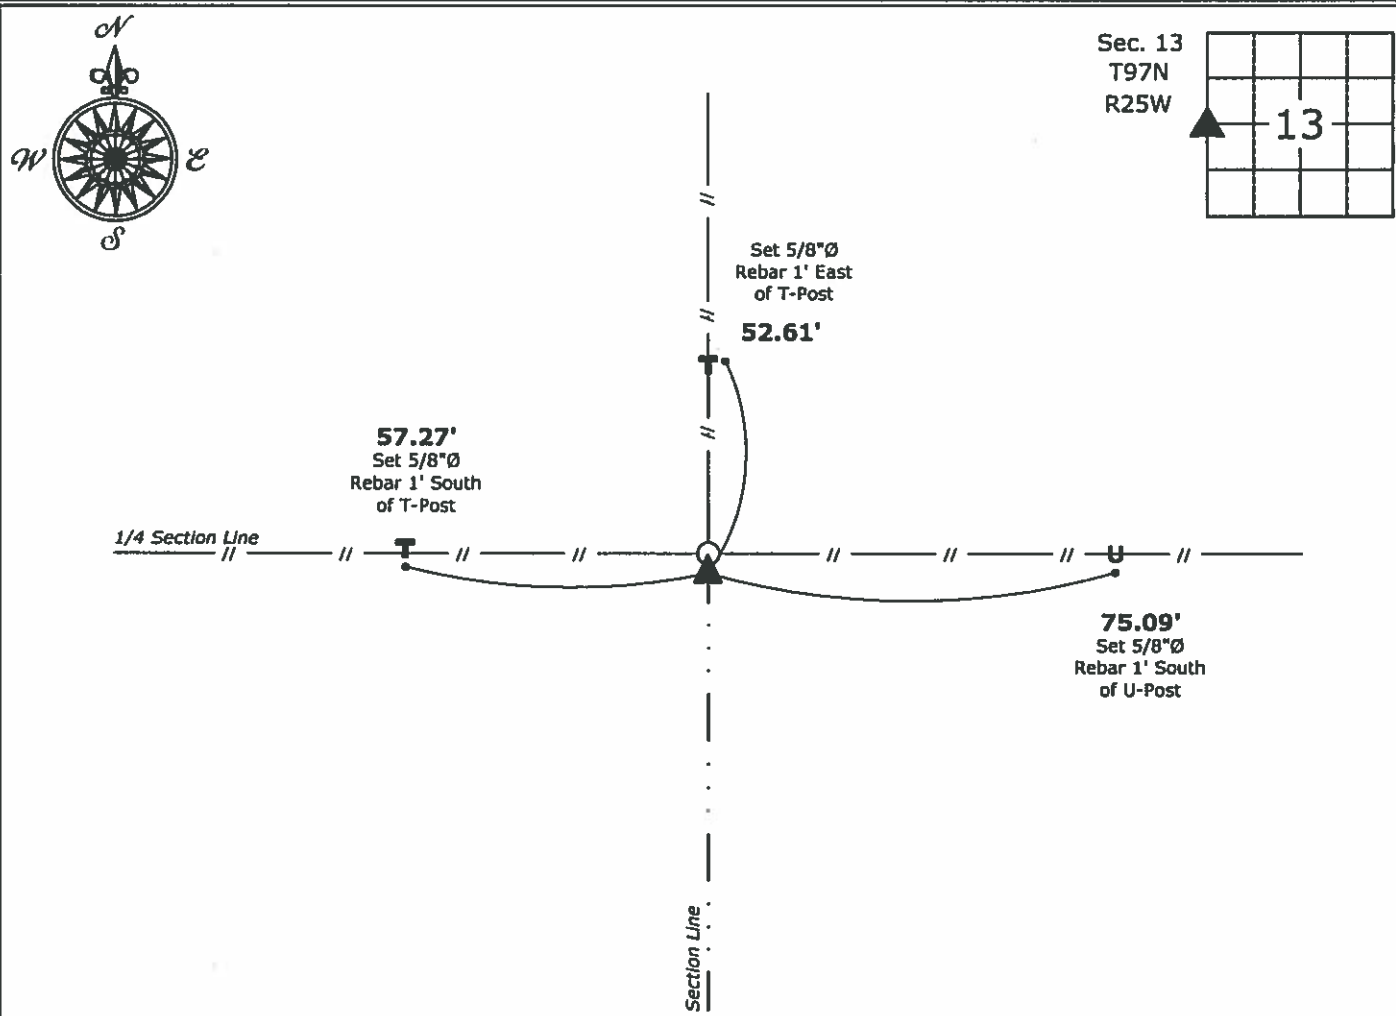 N
W
E
S
Sec. 13
T97N
R25W
13
Set 5/8"Ø
Rebar 1' East
of T-Post
52.61'
T
57.27'
Set 5/8"Ø
Rebar 1' South
of T-Post
1/4 Section Line
T
U
75.09'
Set 5/8"Ø
Rebar 1' South
of U-Post
Section Line